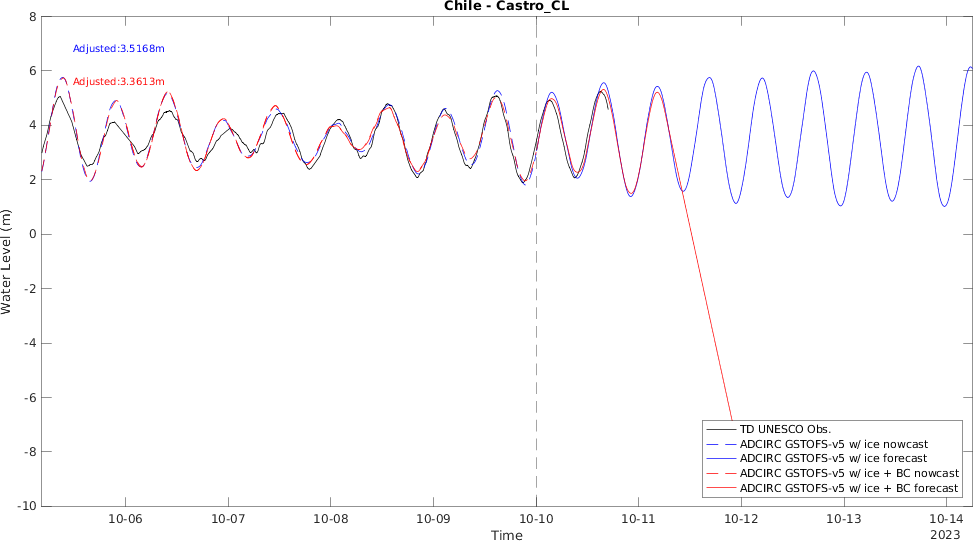 Chile - Castro_CL
8
Adjusted:3.5168m
6
Adjusted:3.3613m
4
2
0
-2
-4
-6
-8
-10
Water Level (m)
TD UNESCO Obs.
ADCIRC GSTOFS-v5 w/ ice nowcast
ADCIRC GSTOFS-v5 w/ ice forecast
ADCIRC GSTOFS-v5 w/ ice + BC nowcast
ADCIRC GSTOFS-v5 w/ ice + BC forecast
10-06 10-07 10-08 10-09 10-10 10-11 10-12 10-13 10-14
Time
2023